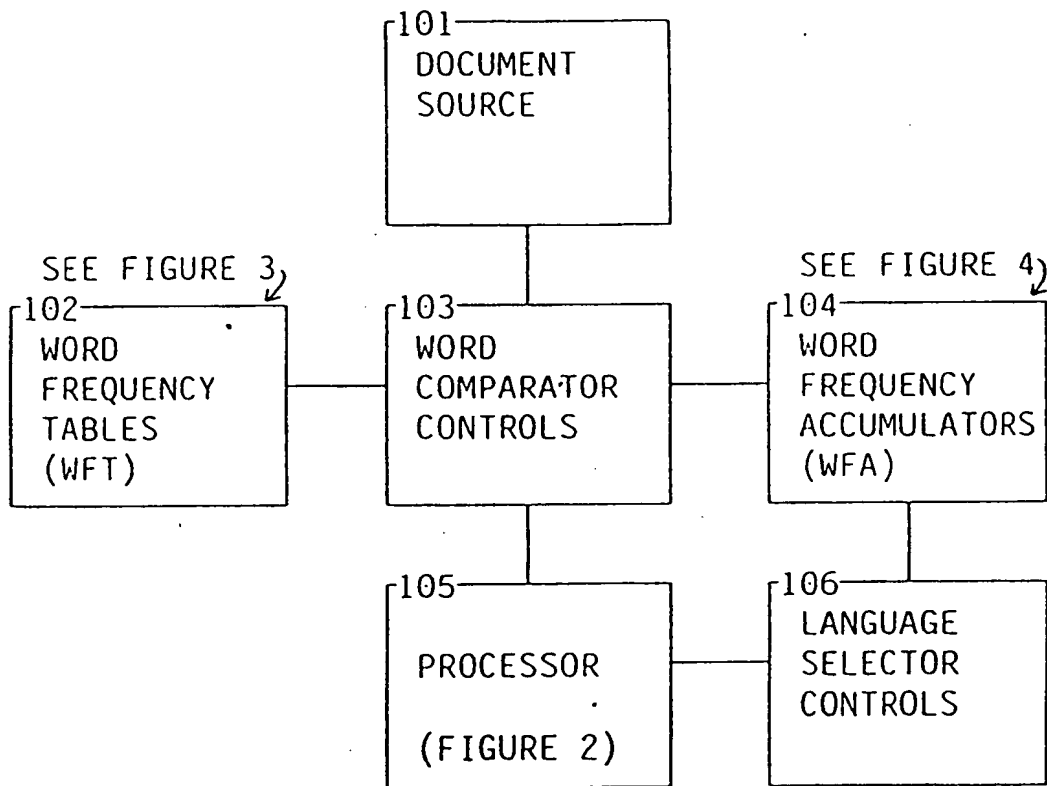 101
DOCUMENT
SOURCE
SEE FIGURE 3
102
WORD
FREQUENCY
TABLES
(WFT)
103
WORD
COMPARATOR
CONTROLS
SEE FIGURE 4
104
WORD
FREQUENCY
ACCUMULATORS
(WFA)
105
PROCESSOR
(FIGURE 2)
106
LANGUAGE
SELECTOR
CONTROLS